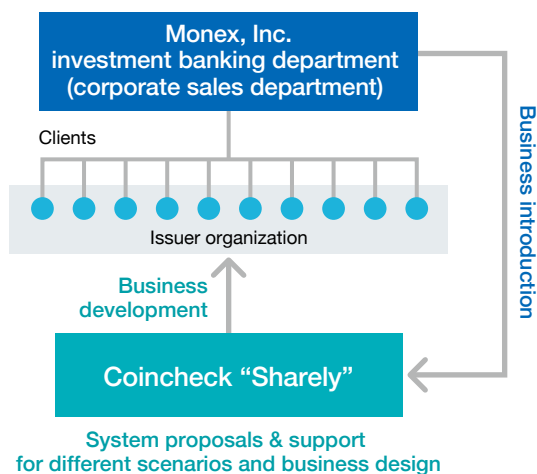 Monex, Inc.
investment banking department
(corporate sales department)
Clients
Issuer organization
Business introduction
Business
development
Coincheck “Sharely”
System proposals & support
for different scenarios and business design